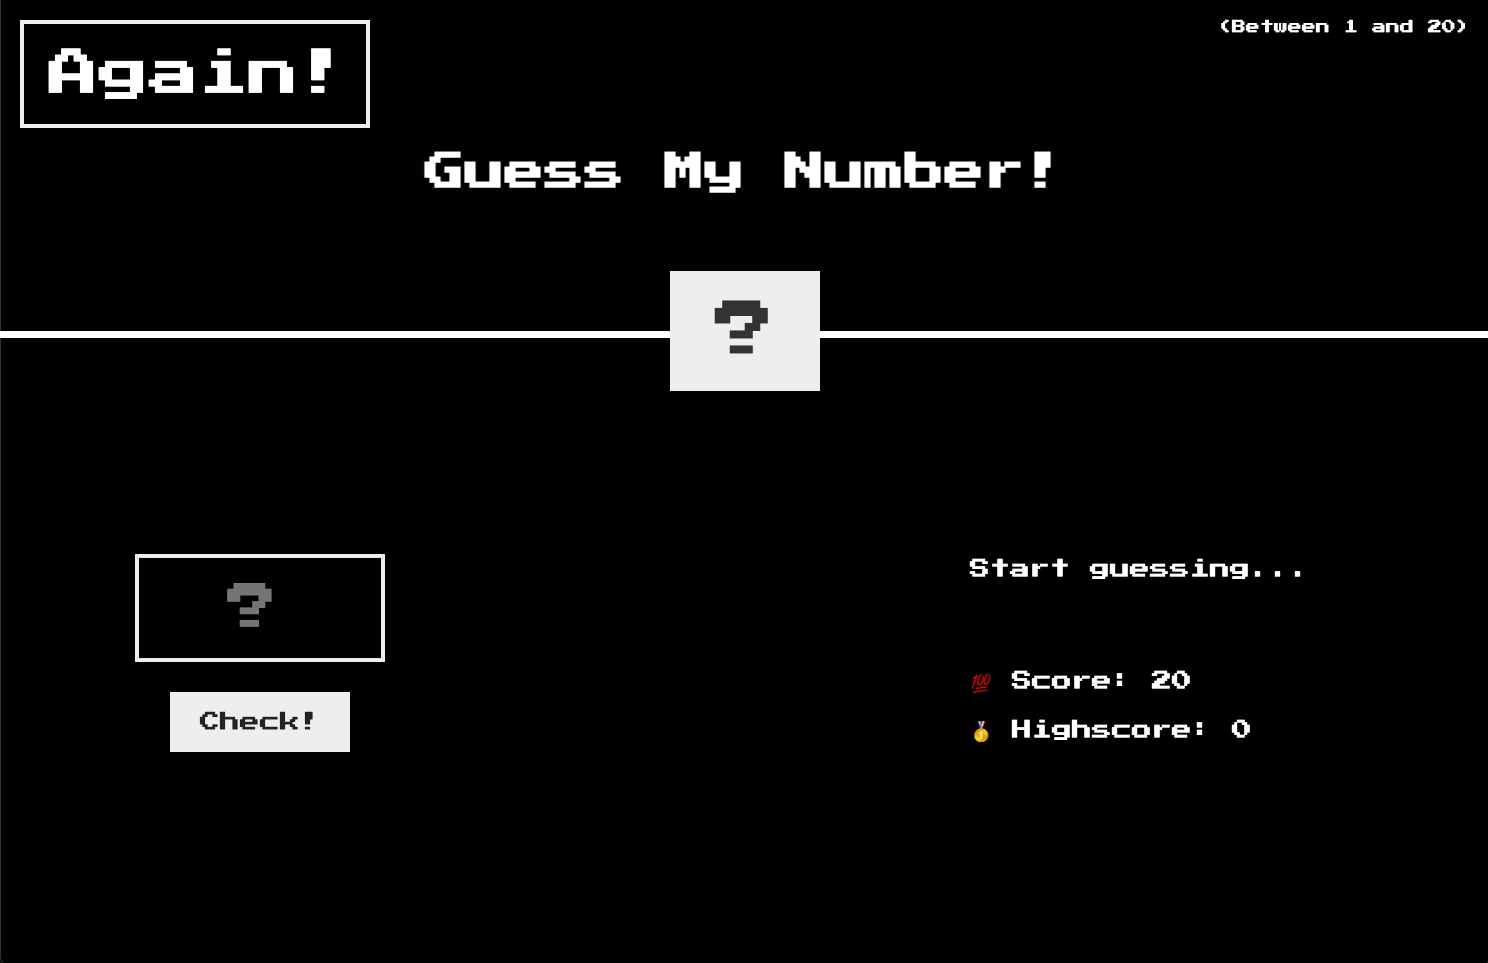 Again!
(Between 1 and 20)
Guess My Number!
?
?
Check!
Start guessing...
💯 Score: 20
🥇 Highscore: 0